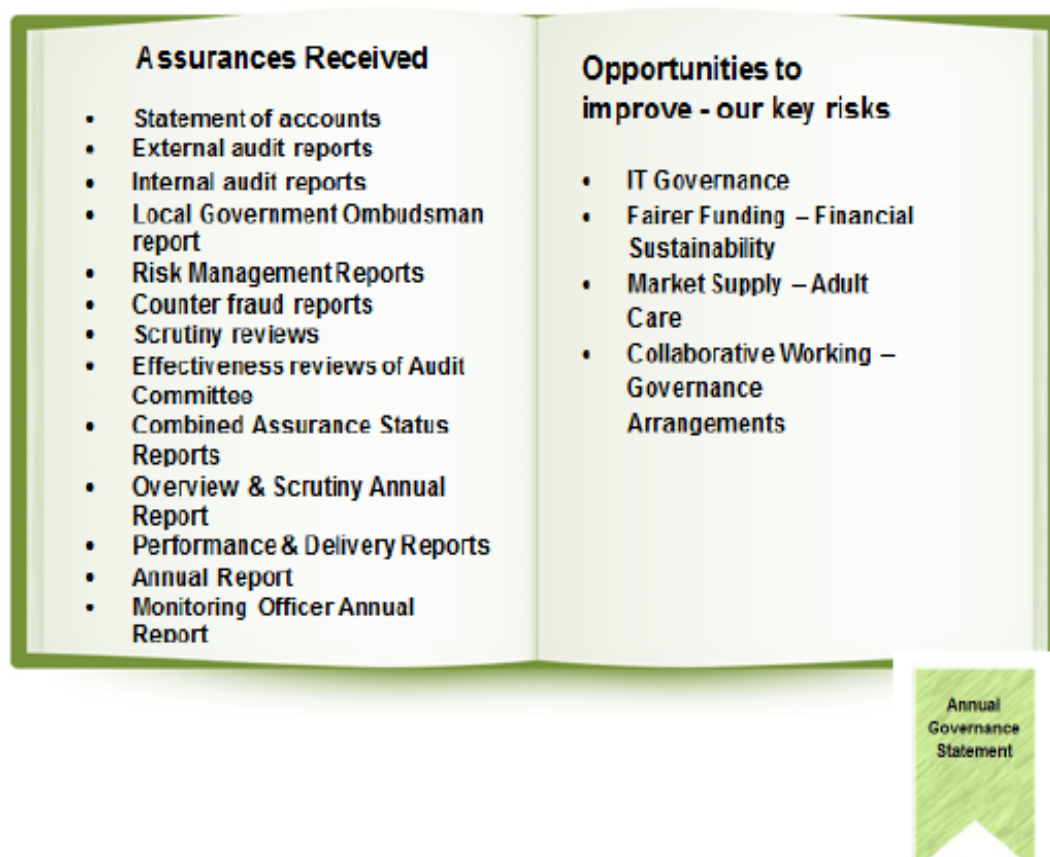 Assurances Received
• Statement of accounts
• External audit reports
• Internal audit reports
• Local Government Ombudsman
report
• Risk Management Reports
• Counter fraud reports
• Scrutiny reviews
• Effectiveness reviews of Audit
Committee
• Combined Assurance Status
Reports
• Overview & Scrutiny Annual
Report
• Performance & Delivery Reports
• Annual Report
• Monitoring Officer Annual
Report
Opportunities to
improve - our key risks
• IT Governance
• Fairer Funding – Financial
Sustainability
• Market Supply – Adult
Care
• Collaborative Working –
Governance
Arrangements
Annual
Governance
Statement